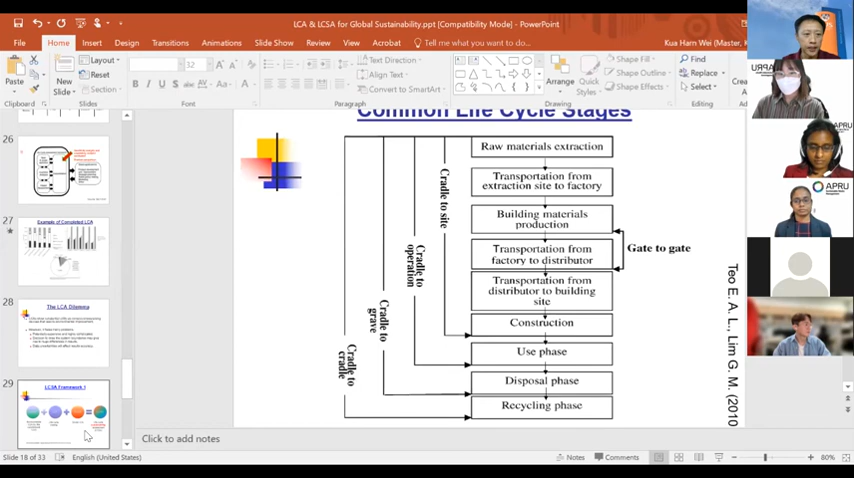 LCA & LCSA for Global Sustainability.ppt [Compatibility Mode] - PowerPoint
Kua Harn Wei (Master, K
File
Home
Insert
Design
Transitions
Animations
Slide Show
Review
View
Acrobat
Tell me what you want to do...
Paste
New
Slide
Layout
Reset
Section
32
Text Direction
Align Text
Convert to SmartArt
Arrange
Quick
Styles
Shape Fill
Shape Outline
Shape Effects
Find
Replace
Select
Create
Ado
Clipboard
Slides
Font
Paragraph
Drawing
Editing
APRU
APRU
APRU
26
27
Example of Completed LCA
28
The LCA Dilemma
29
LCSA Framework 1
Common Life Cycle Stages
Raw materials extraction
Transportation from
extraction site to factory
Building materials
production
Transportation from
factory to distributor
Transportation from
distributor to building
site
Construction
Use phase
Disposal phase
Recycling phase
Gate to gate
Cradle to site
Cradle to
operation
Cradle to
grave
Cradle to
cradle
Teo E. A. L., Lim G. M. (2010
Click to add notes
Slide 18 of 33
English (United States)
Notes
Comments
80%